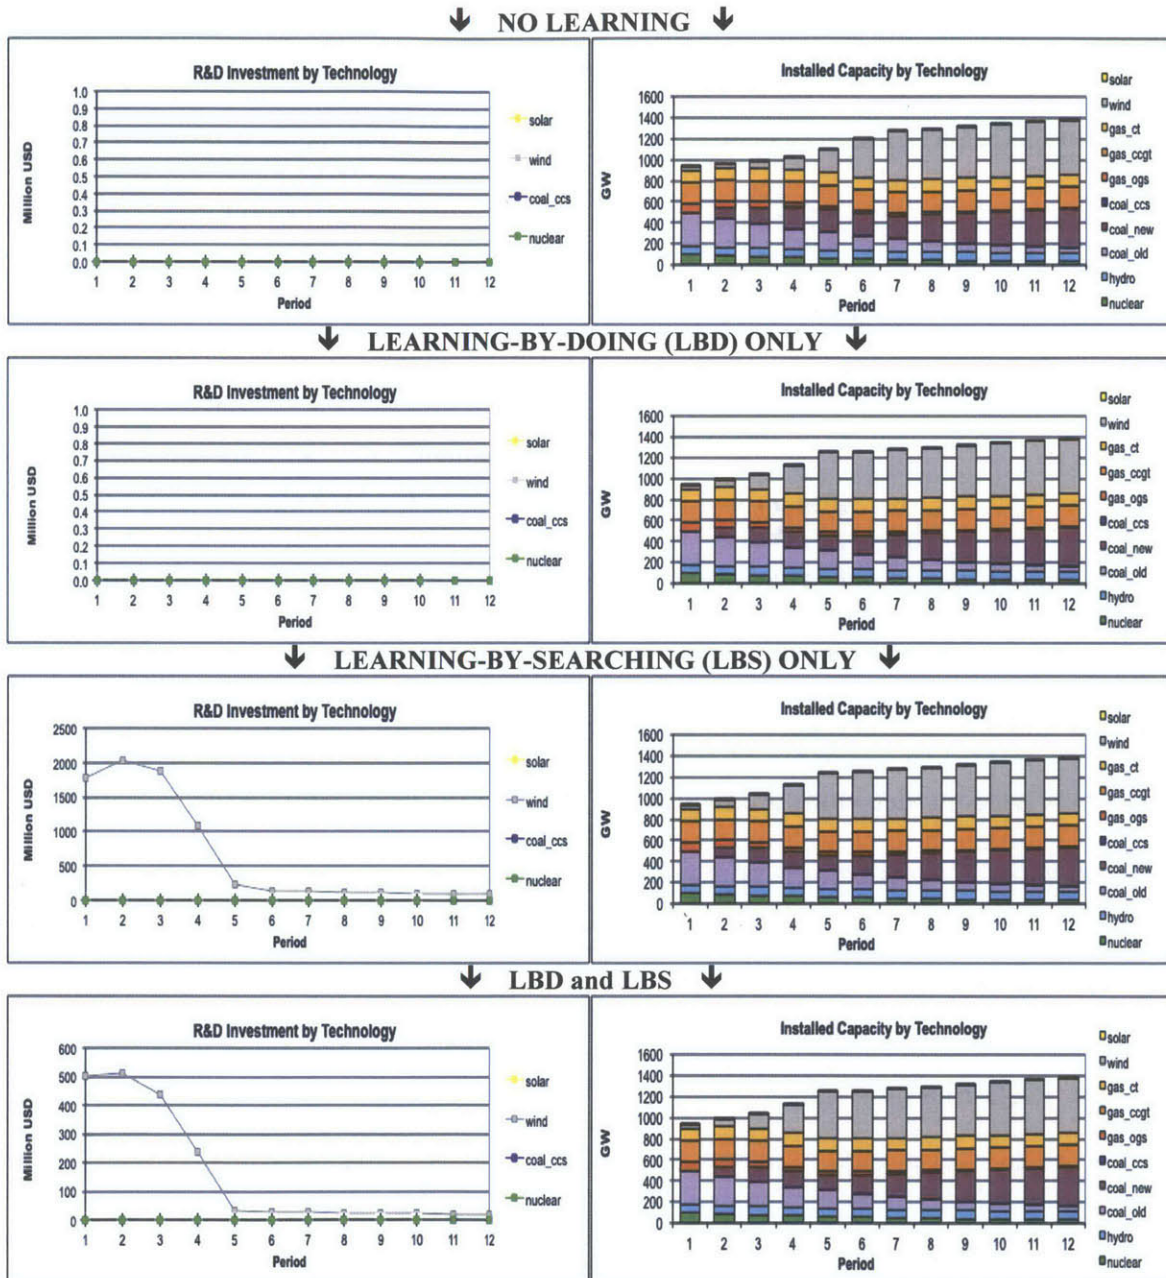 ↓ NO LEARNING ↓
R&D Investment by Technology
Million USD
1.0
0.9
0.8
0.7
0.6
0.5
0.4
0.3
0.2
0.1
0.0
1 2 3 4 5 6 7 8 9 10 11 12
Period
solar
wind
coal_ccs
nuclear
Installed Capacity by Technology
GW
1600
1400
1200
1000
800
600
400
200
0
1 2 3 4 5 6 7 8 9 10 11 12
Period
solar
wind
gas_ct
gas_ccgt
gas_ogs
coal_ccs
coal_new
coal_old
hydro
nuclear
↓ LEARNING-BY-DOING (LBD) ONLY ↓
R&D Investment by Technology
Million USD
1.0
0.9
0.8
0.7
0.6
0.5
0.4
0.3
0.2
0.1
0.0
1 2 3 4 5 6 7 8 9 10 11 12
Period
solar
wind
coal_ccs
nuclear
Installed Capacity by Technology
GW
1600
1400
1200
1000
800
600
400
200
0
1 2 3 4 5 6 7 8 9 10 11 12
Period
solar
wind
gas_ct
gas_ccgt
gas_ogs
coal_ccs
coal_new
coal_old
hydro
nuclear
↓ LEARNING-BY-SEARCHING (LBS) ONLY ↓
R&D Investment by Technology
Million USD
2500
2000
1500
1000
500
0
1 2 3 4 5 6 7 8 9 10 11 12
Period
solar
wind
coal_ccs
nuclear
Installed Capacity by Technology
GW
1600
1400
1200
1000
800
600
400
200
0
1 2 3 4 5 6 7 8 9 10 11 12
Period
solar
wind
gas_ct
gas_ccgt
gas_ogs
coal_ccs
coal_new
coal_old
hydro
nuclear
↓ LBD and LBS ↓
R&D Investment by Technology
Million USD
600
500
400
300
200
100
0
1 2 3 4 5 6 7 8 9 10 11 12
Period
solar
wind
coal_ccs
nuclear
Installed Capacity by Technology
GW
1600
1400
1200
1000
800
600
400
200
0
1 2 3 4 5 6 7 8 9 10 11 12
Period
solar
wind
gas_ct
gas_ccgt
gas_ogs
coal_ccs
coal_new
coal_old
hydro
nuclear